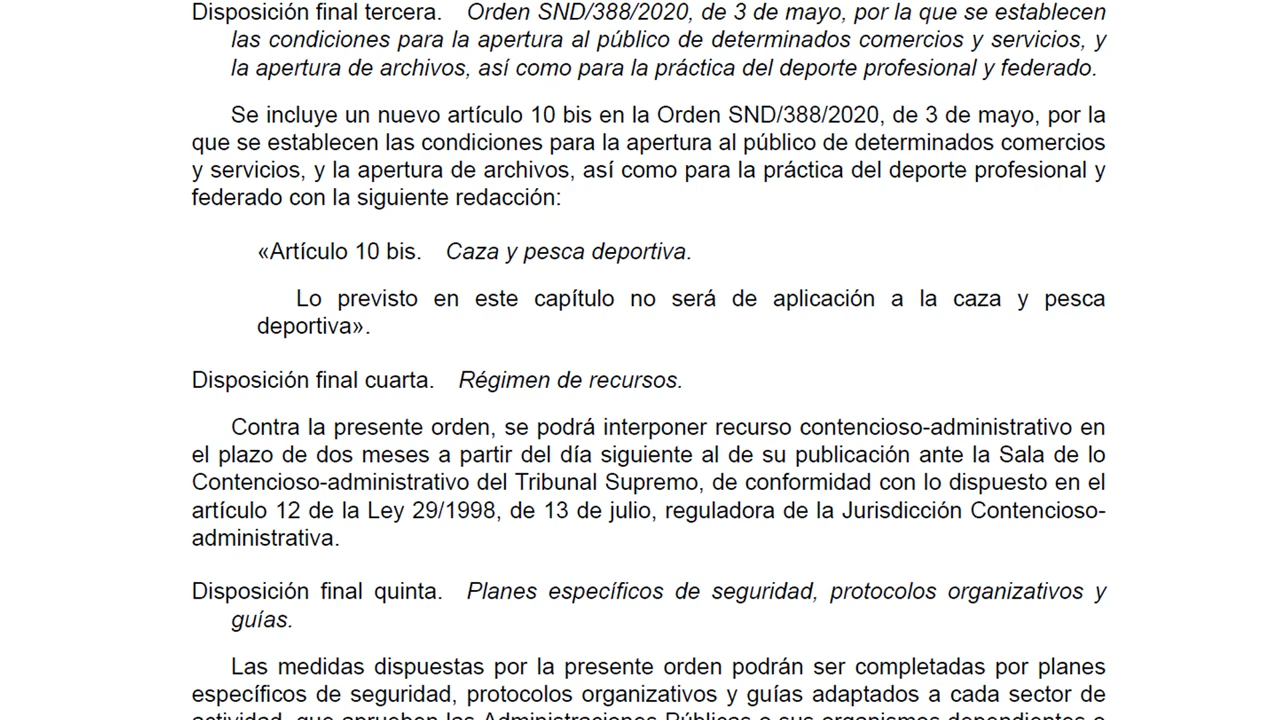 Disposición final tercera. Orden SND/388/2020, de 3 de mayo, por la que se establecen
las condiciones para la apertura al público de determinados comercios y servicios, y
la apertura de archivos, así como para la práctica del deporte profesional y federado.
Se incluye un nuevo artículo 10 bis en la Orden SND/388/2020, de 3 de mayo, por la
que se establecen las condiciones para la apertura al público de determinados comercios
y servicios, y la apertura de archivos, así como para la práctica del deporte profesional y
federado con la siguiente redacción:
«Artículo 10 bis. Caza y pesca deportiva.
Lo previsto en este capítulo no será de aplicación a la caza y pesca
deportiva».
Disposición final cuarta. Régimen de recursos.
Contra la presente orden, se podrá interponer recurso contencioso-administrativo en
el plazo de dos meses a partir del día siguiente al de su publicación ante la Sala de lo
Contencioso-administrativo del Tribunal Supremo, de conformidad con lo dispuesto en el
artículo 12 de la Ley 29/1998, de 13 de julio, reguladora de la Jurisdicción Contencioso-
administrativa.
Disposición final quinta. Planes específicos de seguridad, protocolos organizativos y
guías.
Las medidas dispuestas por la presente orden podrán ser completadas por planes
específicos de seguridad, protocolos organizativos y guías adaptados a cada sector de
actividad, que aprueben las Administraciones Públicas o sus organismos dependientes o